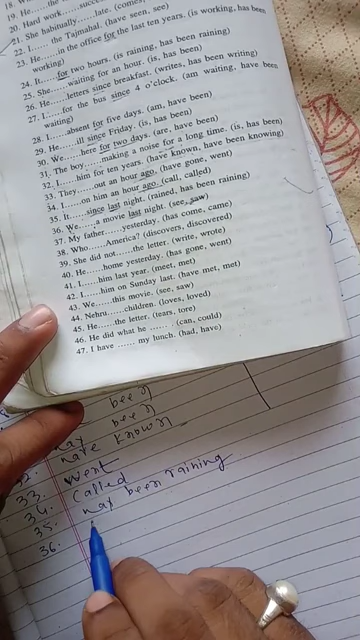 18. He
19. He......the
20. Hard work......
21. She habitually......late. (comes,
22. I......the Tajmahal. (have seen, see)
23. He......in the office for the last ten years. (is working, has been
working)
24. It......for two hours. (is raining, has been raining)
25. She......waiting for an hour. (is, has been)
26. He......letters since breakfast. (writes, has been writing)
27. I......for the bus since 4 o'clock. (am waiting, have been
waiting)
28. I......absent for five days. (am, have been)
29. He......ill since Friday. (is, has been)
30. We......here for two days. (are, have been)
31. The boy......making a noise for a long time. (is, has been)
32. I......him for ten years. (have known, have been knowing)
33. They......out an hour ago. (have gone, went)
34. I......on him an hour ago. (call, called)
35. It......since last night. (rained, has been raining)
36. We......a movie last night. (see, saw)
37. My father......yesterday. (has come, came)
38. Who......America? (discovers, discovered)
39. She did not......the letter. (write, wrote)
40. He......home yesterday. (has gone, went)
41. I......him last year. (meet, met)
42. I......him on Sunday last. (have met, met)
43. We......this movie. (see, saw)
44. Nehru......children. (loves, loved)
45. He......the letter. (tears, tore)
46. He did what he ...... (can, could)
47. I have ...... my lunch. (had, have)
been
been
have known
32.
33. went
34. called
35. has been raining
36.